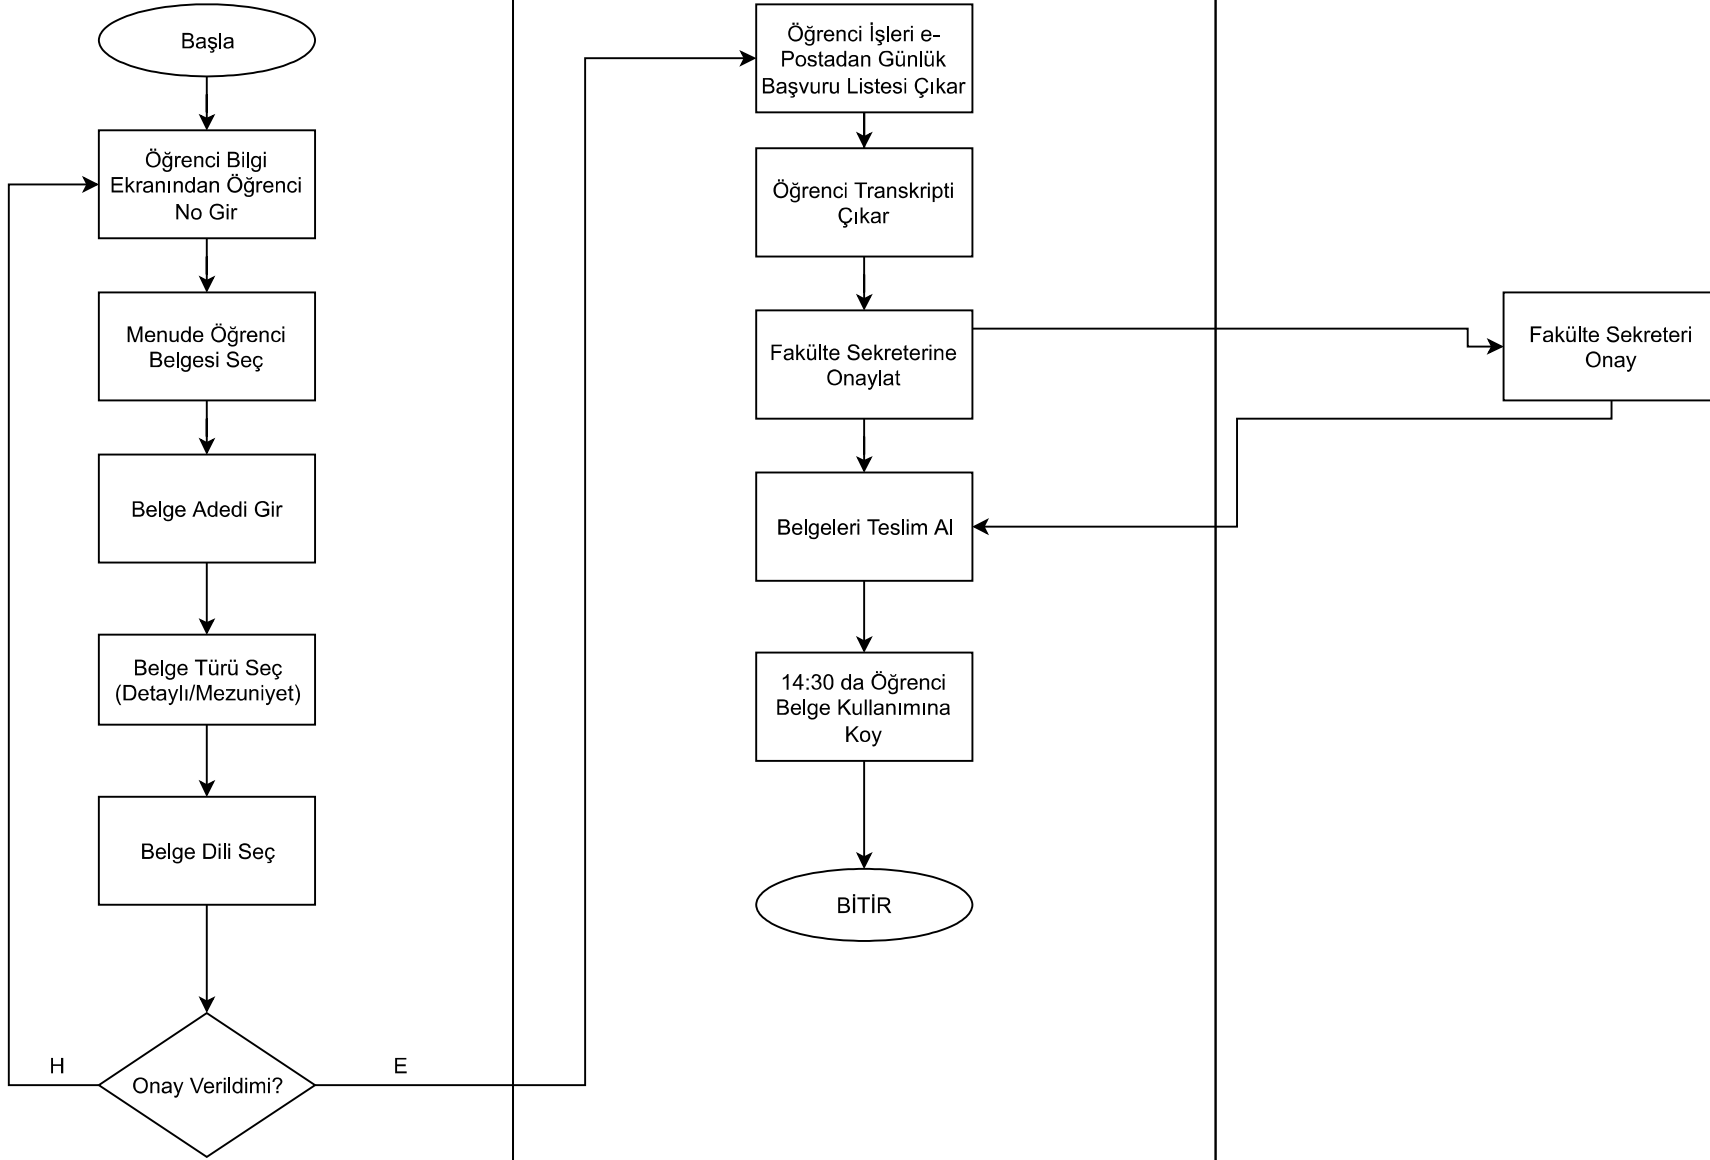 Başla
Öğrenci Bilgi
Ekranından Öğrenci
No Gir
Menude Öğrenci
Belgesi Seç
Belge Adedi Gir
Belge Türü Seç
(Detaylı/Mezuniyet)
Belge Dili Seç
Onay Verildimi?
H
E
Öğrenci İşleri e-
Postadan Günlük
Başvuru Listesi Çıkar
Öğrenci Transkripti
Çıkar
Fakülte Sekreterine
Onaylat
Fakülte Sekreteri
Onay
Belgeleri Teslim Al
14:30 da Öğrenci
Belge Kullanımına
Koy
BİTİR